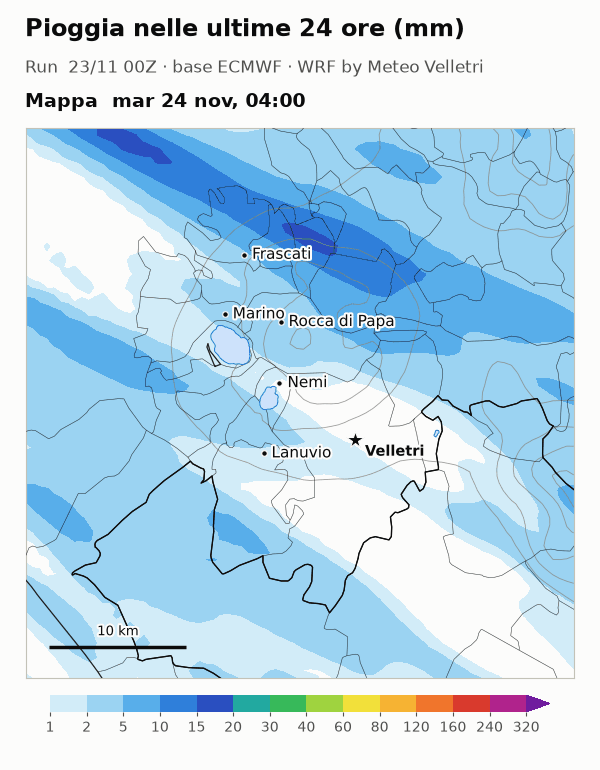 Pioggia nelle ultime 24 ore (mm)
Run  23/11 00Z · base ECMWF · WRF by Meteo Velletri
Mappa  mar 24 nov, 04:00
Frascati
Marino
Rocca di Papa
Nemi
Velletri
Lanuvio
10 km
1 2 5 10 15 20 30 40 60 80 120 160 240 320